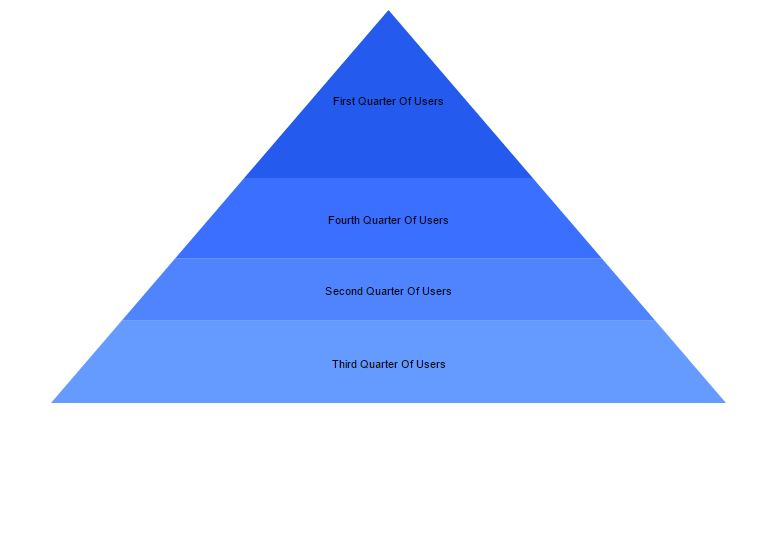 First Quarter Of Users
Fourth Quarter Of Users
Second Quarter Of Users
Third Quarter Of Users